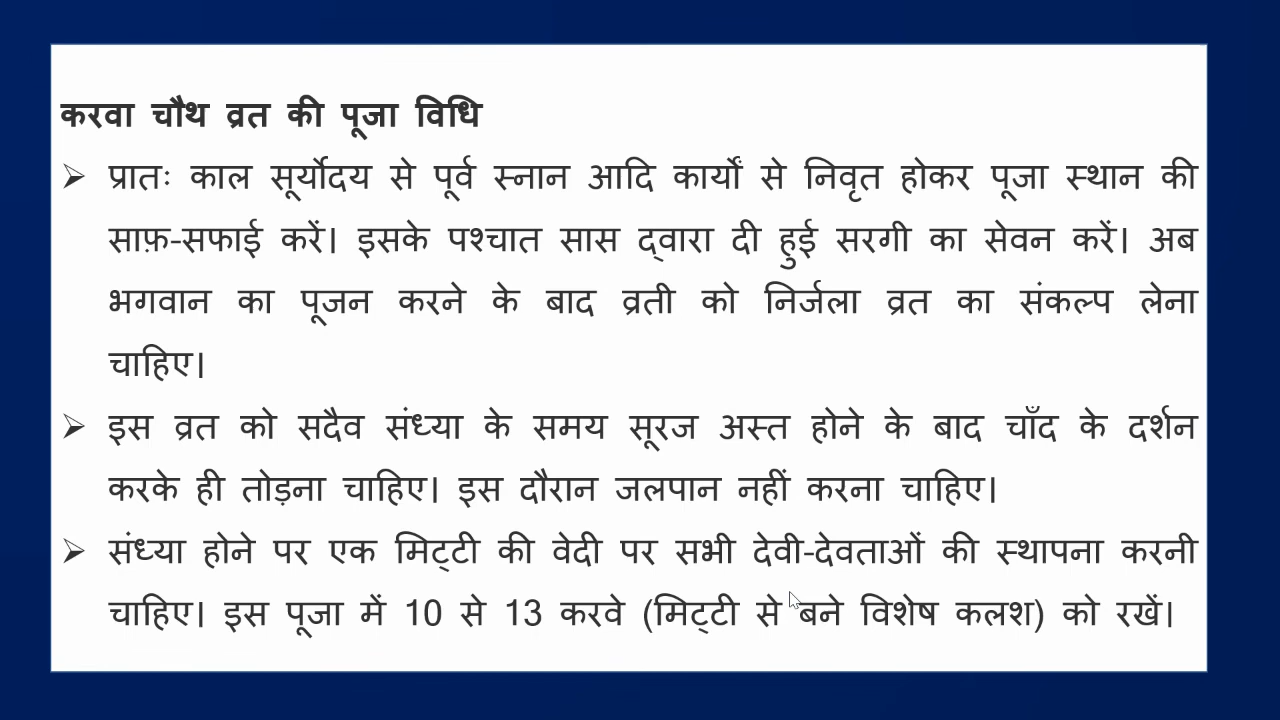 करवा चौथ व्रत की पूजा विधि
➢ प्रातः काल सूर्योदय से पूर्व स्नान आदि कार्यों से निवृत होकर पूजा स्थान की
साफ़-सफाई करें। इसके पश्चात सास द्वारा दी हुई सरगी का सेवन करें। अब
भगवान का पूजन करने के बाद व्रती को निर्जला व्रत का संकल्प लेना
चाहिए।
➢ इस व्रत को सदैव संध्या के समय सूरज अस्त होने के बाद चाँद के दर्शन
करके ही तोड़ना चाहिए। इस दौरान जलपान नहीं करना चाहिए।
➢ संध्या होने पर एक मिट्टी की वेदी पर सभी देवी-देवताओं की स्थापना करनी
चाहिए। इस पूजा में 10 से 13 करवे (मिट्टी से बने विशेष कलश) को रखें।